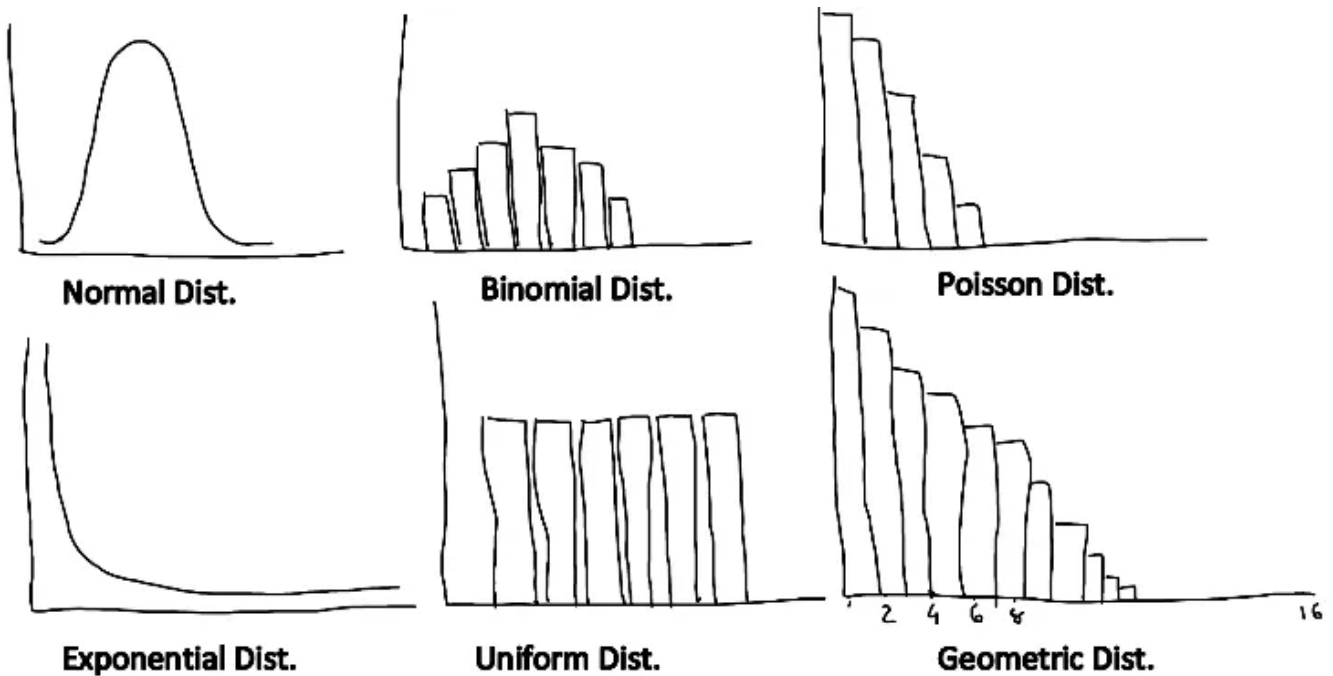 Normal Dist.
Binomial Dist.
Poisson Dist.
Exponential Dist.
Uniform Dist.
2 4 6 8 16
Geometric Dist.